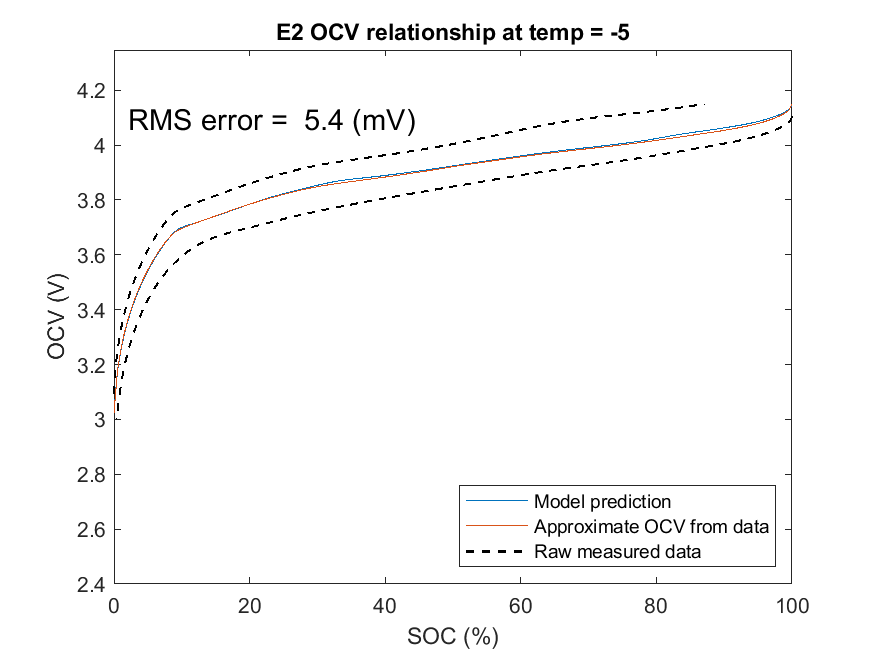 E2 OCV relationship at temp = -5
RMS error =  5.4 (mV)
OCV (V)
4.2
4
3.8
3.6
3.4
3.2
3
2.8
2.6
2.4
Model prediction
Approximate OCV from data
Raw measured data
0 20 40 60 80 100
SOC (%)